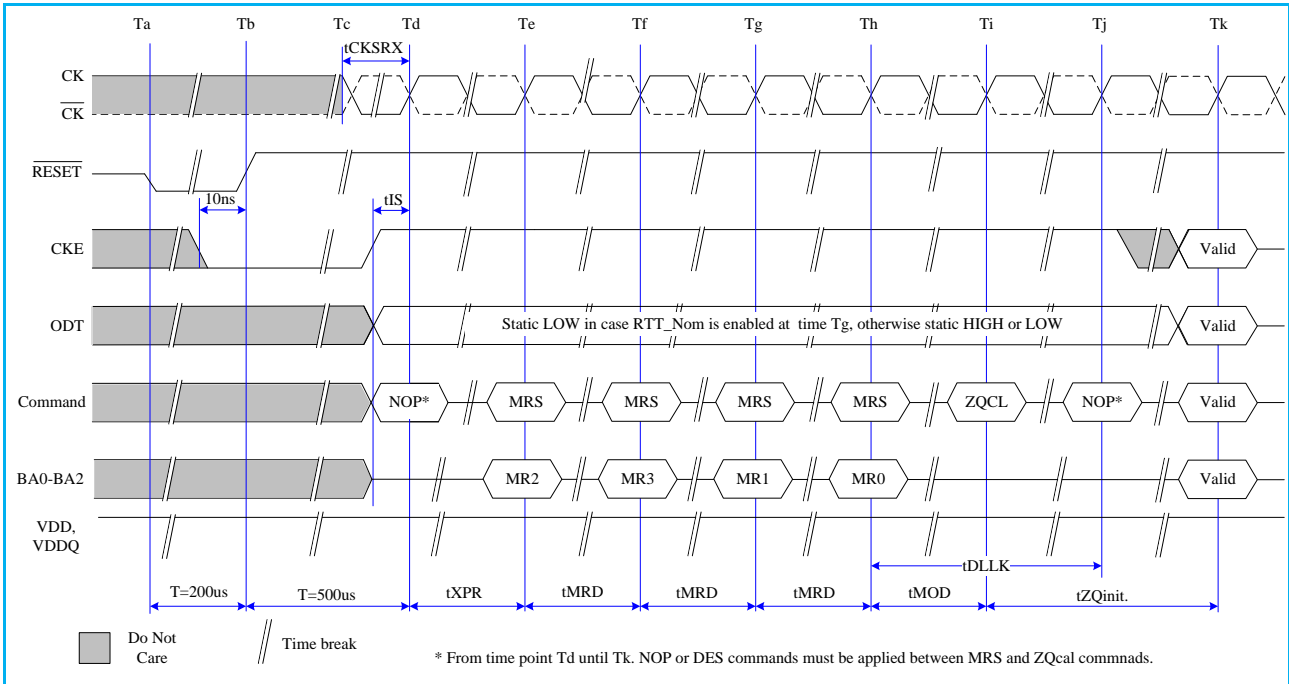 Ta Tb Tc Td Te Tf Tg Th Ti Tj Tk
tCKSRX
CK
CK
RESET
10ns tIS
CKE Valid
ODT Static LOW in case RTT_Nom is enabled at time Tg, otherwise static HIGH or LOW Valid
Command NOP* MRS MRS MRS MRS ZQCL NOP* Valid
BA0-BA2 MR2 MR3 MR1 MR0 Valid
VDD,
VDDQ
tDLLK
T=200us T=500us tXPR tMRD tMRD tMRD tMOD tZQinit.
Do Not
Care
Time break
* From time point Td until Tk. NOP or DES commands must be applied between MRS and ZQcal commnads.